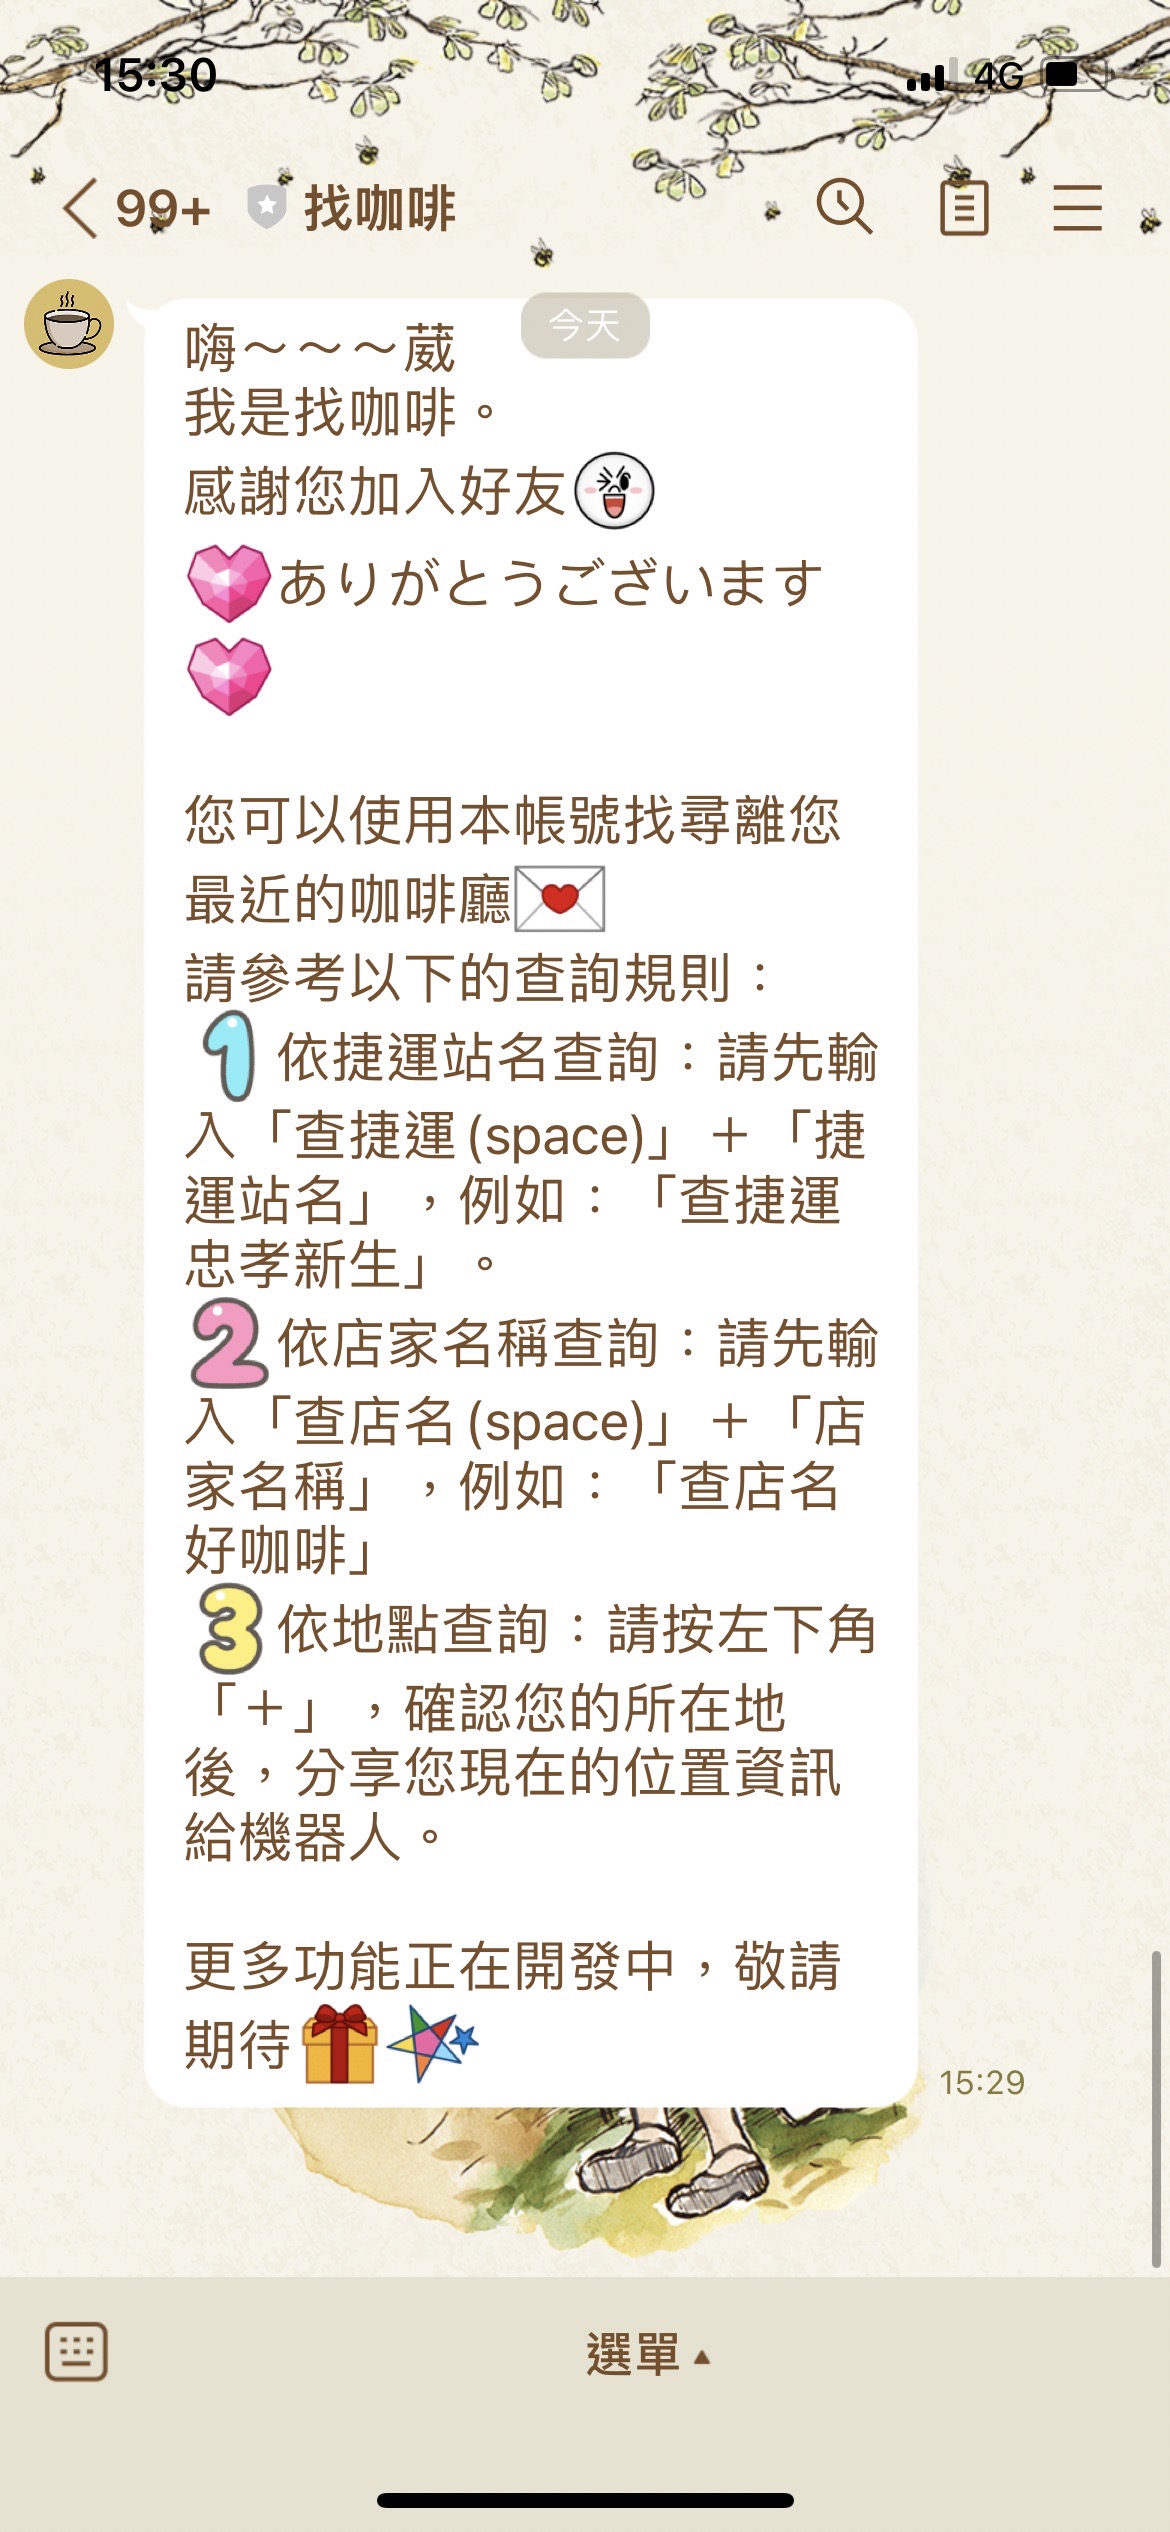 15:30
4G
99+
找咖啡
今天
嗨～～～葳
我是找咖啡。
感謝您加入好友
ありがとうございます
您可以使用本帳號找尋離您
最近的咖啡廳
請參考以下的查詢規則：
1 依捷運站名查詢：請先輸
入「查捷運(space)」＋「捷
運站名」，例如：「查捷運
忠孝新生」。
2 依店家名稱查詢：請先輸
入「查店名(space)」＋「店
家名稱」，例如：「查店名
好咖啡」
3 依地點查詢：請按左下角
「＋」，確認您的所在地
後，分享您現在的位置資訊
給機器人。
更多功能正在開發中，敬請
期待
15:29
選單